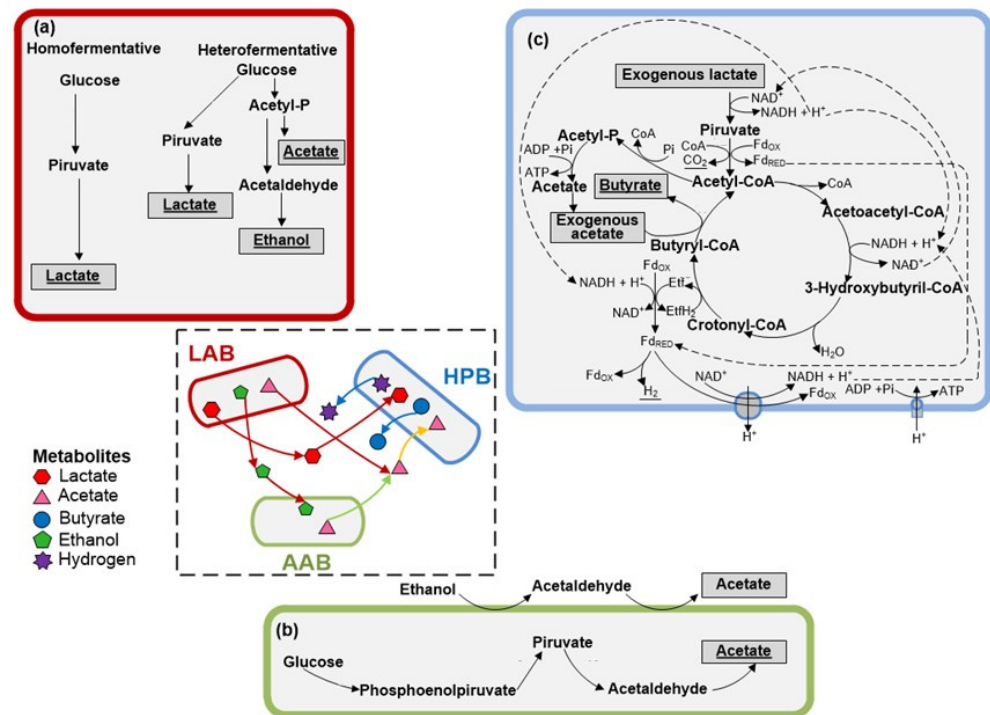 (a)
Homofermentative
Heterofermentative
Glucose
Glucose
Acetyl-P
Piruvate
Acetate
Piruvate
Acetaldehyde
Lactate
Ethanol
Lactate
(c)
Exogenous lactate
NAD+
NADH + H+
Piruvate
Acetyl-P
CoA
Pi
CoA
FdOX
ADP +Pi
CO2
FdRED
ATP
Acetate
Butyrate
Acetyl-CoA
CoA
Exogenous
acetate
Acetoacetyl-CoA
Butyryl-CoA
NADH + H+
NAD+
FdOX
NADH + H+
Etf-
3-Hydroxybutyril-CoA
NAD+
EtfH2
Crotonyl-CoA
H2O
FdRED
FdOX
H2
NAD+
NADH + H+
FdOX
ADP +Pi
ATP
H+
H+
LAB
HPB
AAB
Metabolites
Lactate
Acetate
Butyrate
Ethanol
Hydrogen
Ethanol
Acetaldehyde
Acetate
(b)
Glucose
Phosphoenolpiruvate
Piruvate
Acetaldehyde
Acetate